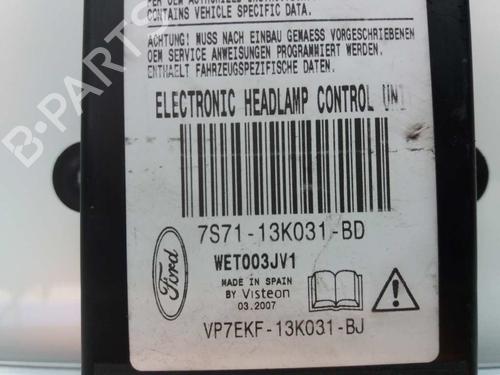 CONTAINS VEHICLE SPECIFIC DATA.
ACHTUNG! MUSS NACH EINBAU GEMAESS VORGESCHRIEBENEN
OEM SERVICE ANWEISUNGEN PROGRAMMIERT WERDEN.
ENTHAELT FAHRZEUGSPEZIFISCHE DATEN.
ELECTRONIC HEADLAMP CONTROL UNI
7S71-13K031-BD
Ford
WET003JV1
MADE IN SPAIN
BY Visteon
03.2007
VP7EKF-13K031-BJ
B-PARTS